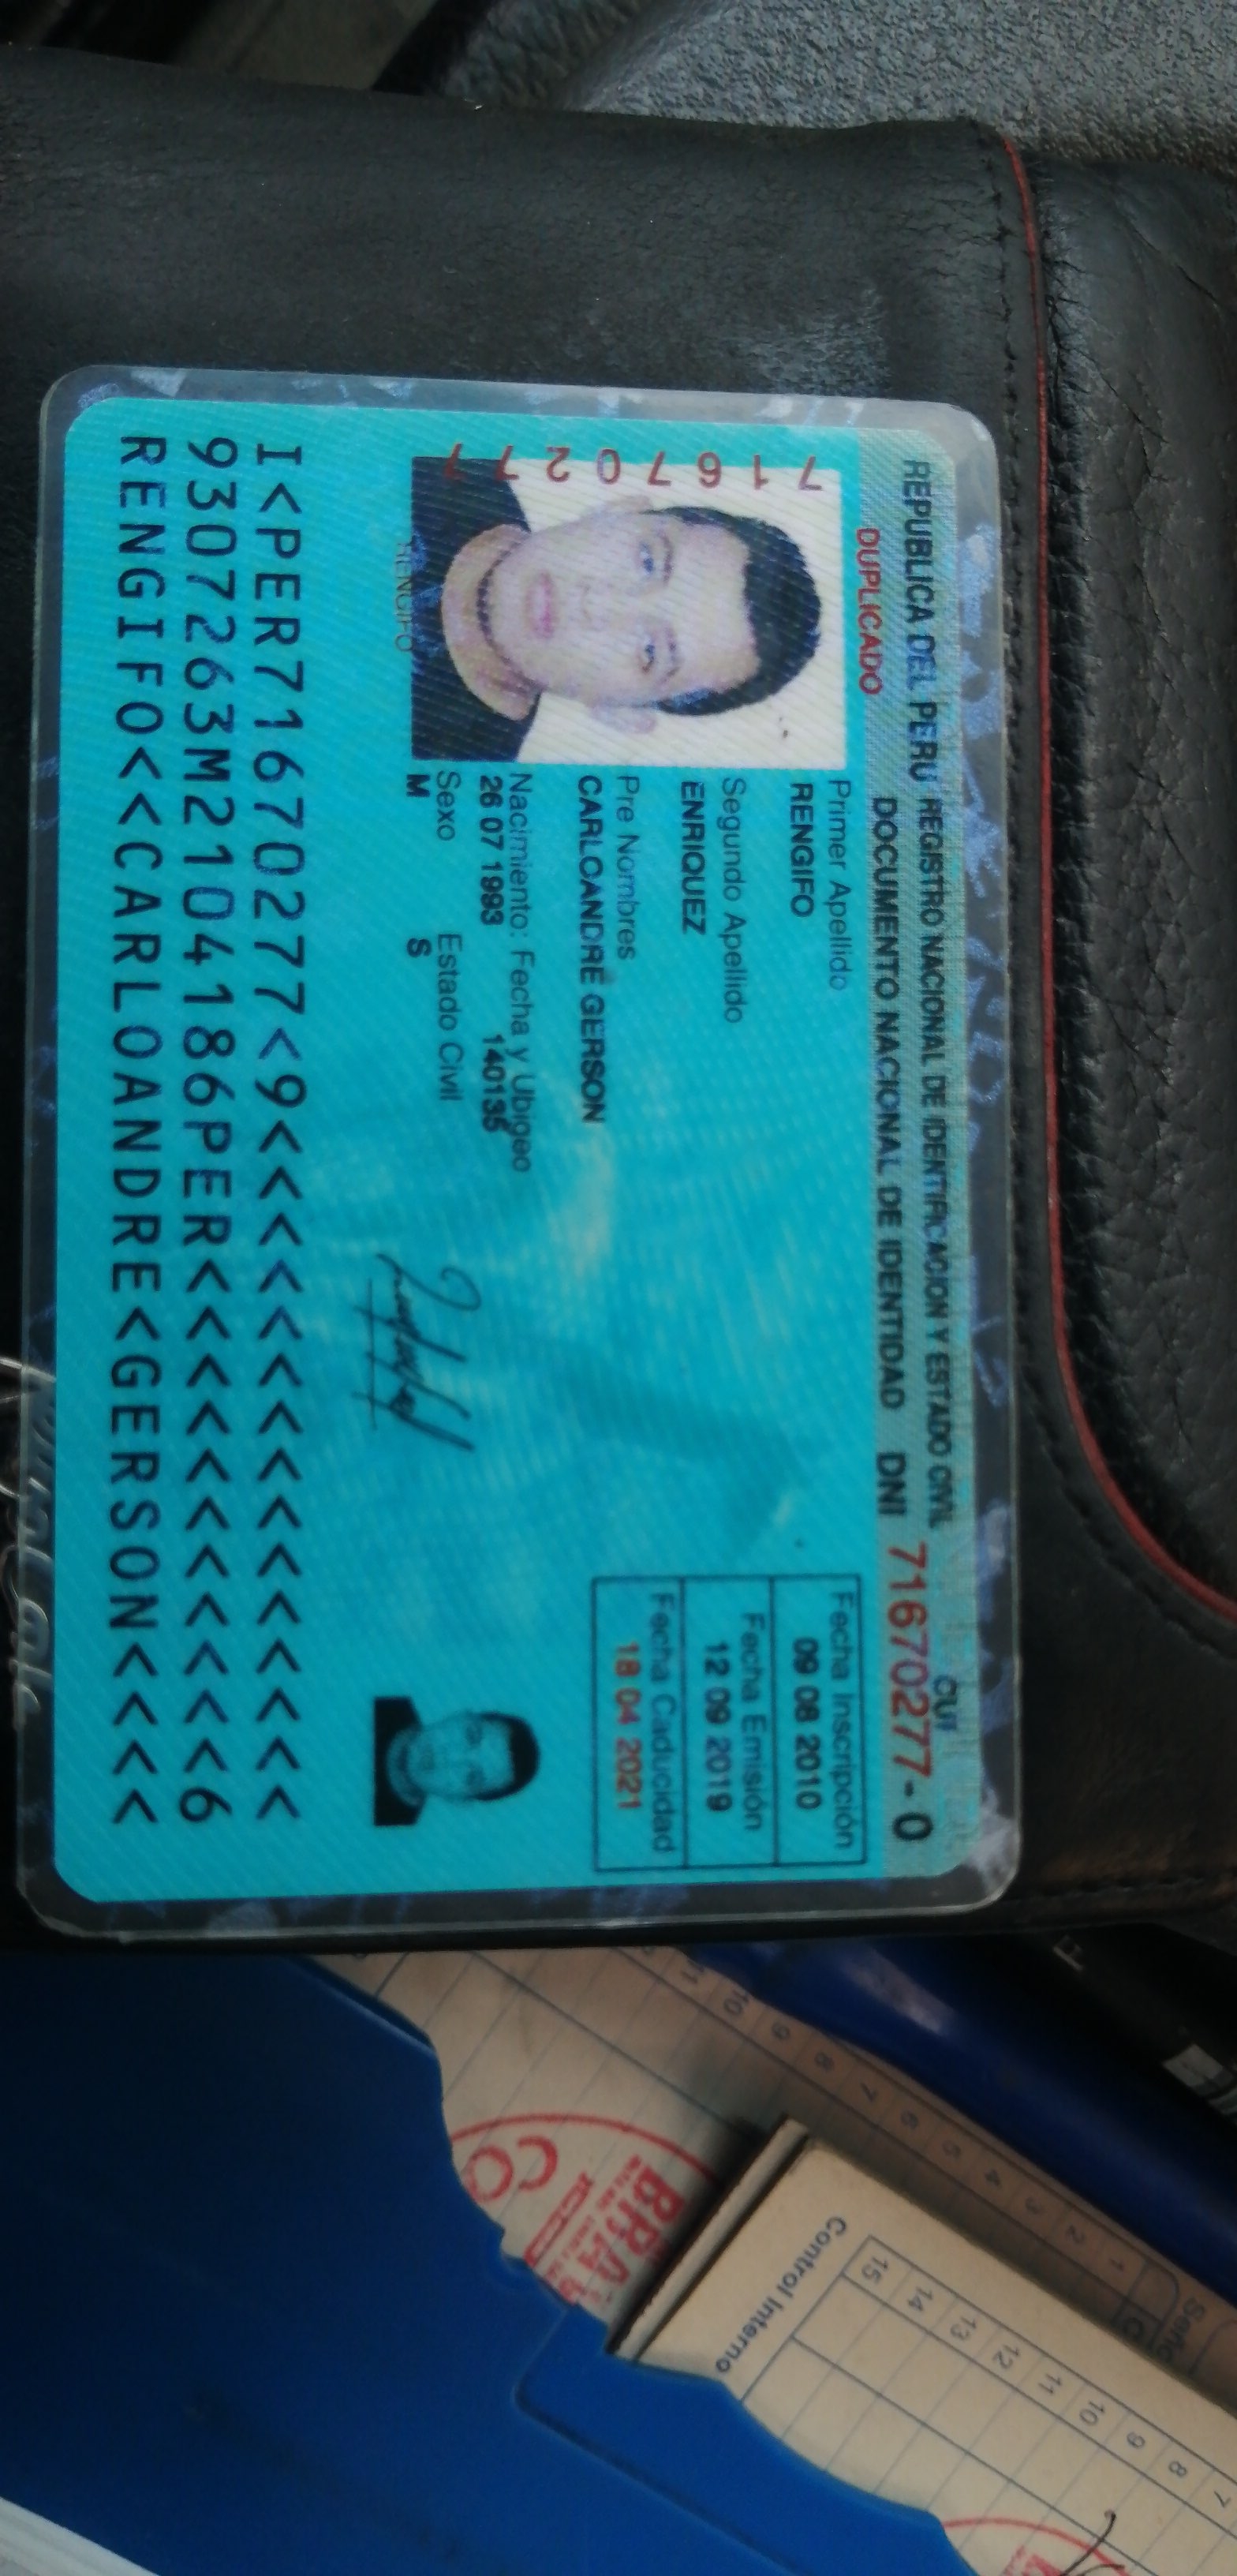 REPUBLICA DEL PERU REGISTRO NACIONAL DE IDENTIFICACION Y ESTADO CIVIL
CUI
DUPLICADO
DOCUMENTO NACIONAL DE IDENTIDAD DNI 71670277 - 0
71670277
Primer Apellido
RENGIFO
Segundo Apellido
ENRIQUEZ
Pre Nombres
CARLOANDRE GERSON
Nacimiento: Fecha y Ubigeo
26 07 1993 140135
Sexo Estado Civil
M S
Fecha Inscripción
09 08 2010
Fecha Emisión
12 09 2019
Fecha Caducidad
18 04 2021
RENGIFO
I<PER71670277<9<<<<<<<<<<<<<<<
9307263M2104186PER<<<<<<<<<<<6
RENGIFO<<CARLOANDRE<GERSON<<<<
11 10 9 8 7 6 5 4 3 2 1
Control Interno
15 14 13 12 11 10 9 8 7